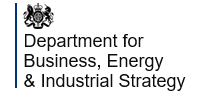 Department for
Business, Energy
& Industrial Strategy